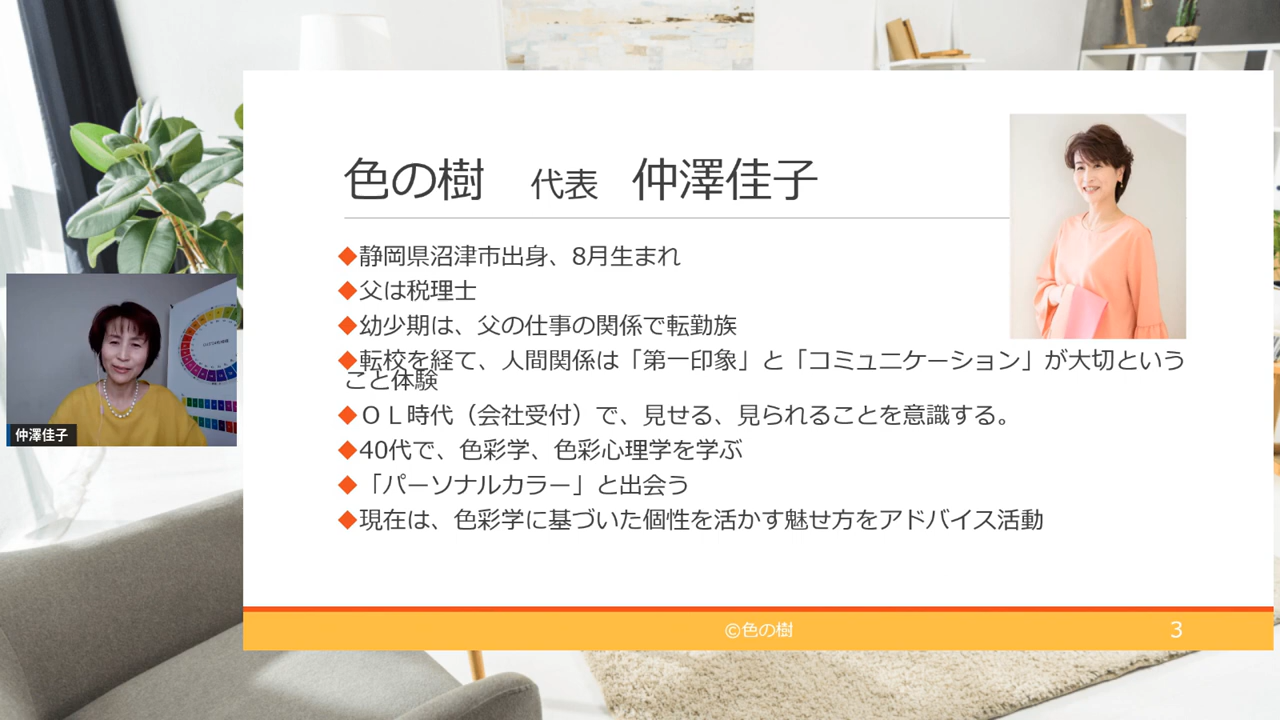 色の樹 代表 仲澤佳子
◆静岡県沼津市出身、8月生まれ
◆父は税理士
◆幼少期は、父の仕事の関係で転勤族
◆転校を経て、人間関係は「第一印象」と「コミュニケーション」が大切という
こと体験
◆ＯＬ時代（会社受付）で、見せる、見られることを意識する。
◆40代で、色彩学、色彩心理学を学ぶ
◆「パーソナルカラー」と出会う
◆現在は、色彩学に基づいた個性を活かす魅せ方をアドバイス活動
仲澤佳子
©色の樹
3